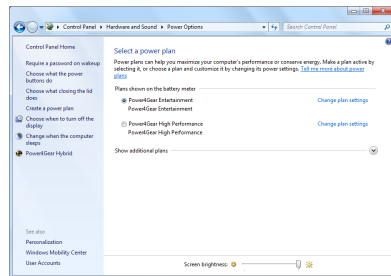 Control Panel ▸ Hardware and Sound ▸ Power Options
Search Control Panel
Control Panel Home
Require a password on wakeup
Choose what the power
buttons do
Choose what closing the lid
does
Create a power plan
Choose when to turn off the
display
Change when the computer
sleeps
Power4Gear Hybrid
See also
Personalization
Windows Mobility Center
User Accounts
Select a power plan
Power plans can help you maximize your computer's performance or conserve energy. Make a plan active by
selecting it, or choose a plan and customize it by changing its power settings. Tell me more about power
plans
Plans shown on the battery meter
Power4Gear Entertainment Change plan settings
Power4Gear Entertainment
Power4Gear High Performance Change plan settings
Power4Gear High Performance
Show additional plans
Screen brightness: